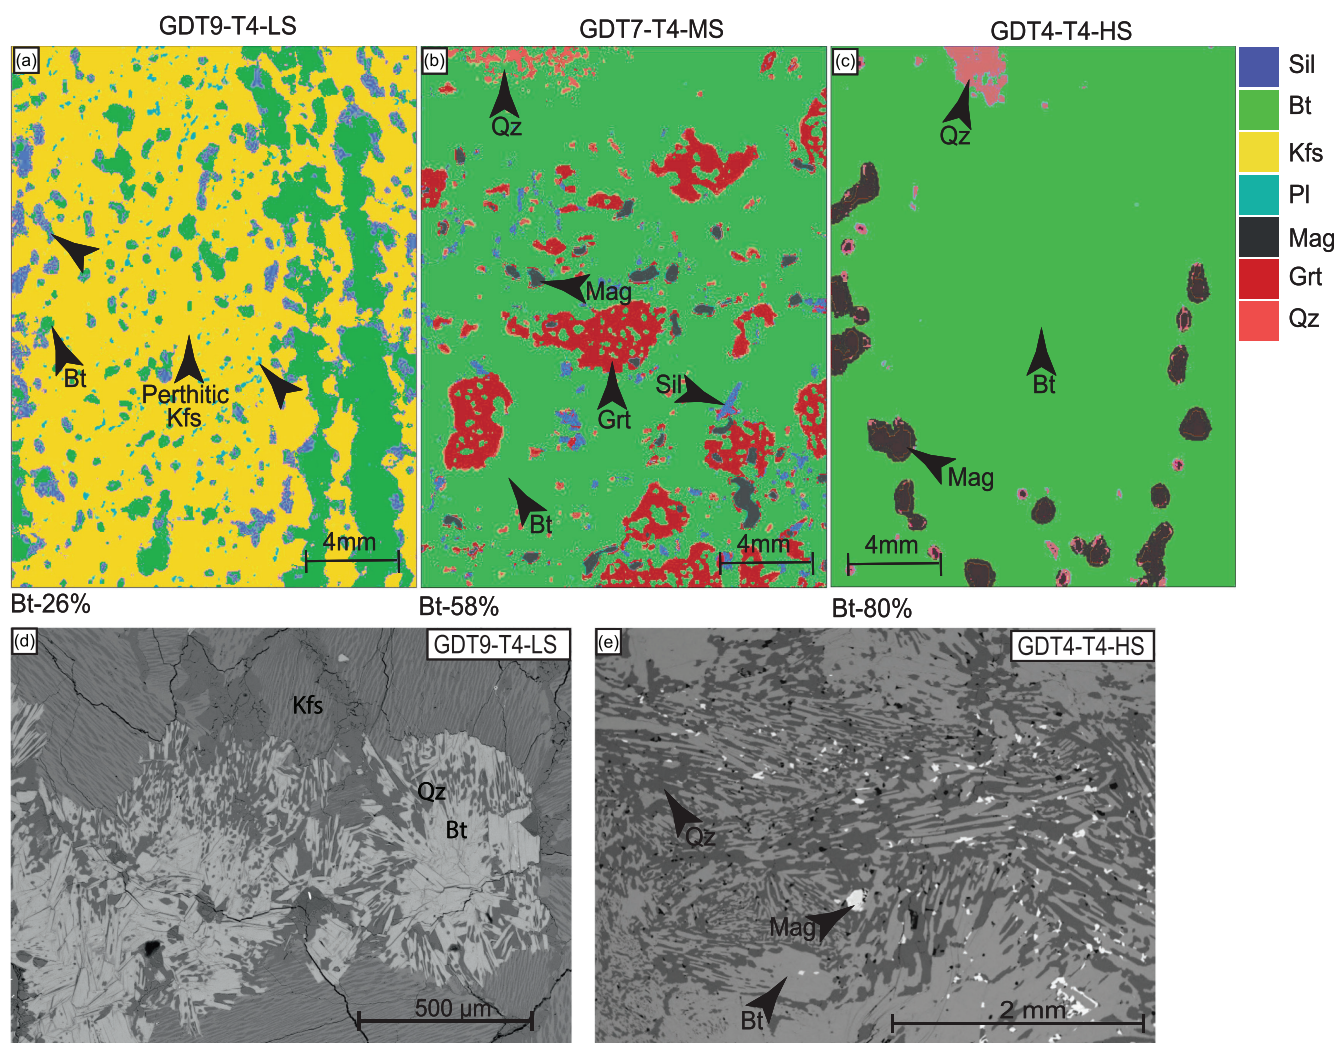 GDT9-T4-LS
GDT7-T4-MS
GDT4-T4-HS
(a)
Bt
Perthitic
Kfs
4mm
(b)
Qz
Mag
Sil
Grt
Bt
4mm
(c)
Qz
Bt
Mag
4mm
Sil
Bt
Kfs
Pl
Mag
Grt
Qz
Bt-26%
Bt-58%
Bt-80%
(d)
GDT9-T4-LS
Kfs
Qz
Bt
500 µm
(e)
GDT4-T4-HS
Qz
Mag
Bt
2 mm